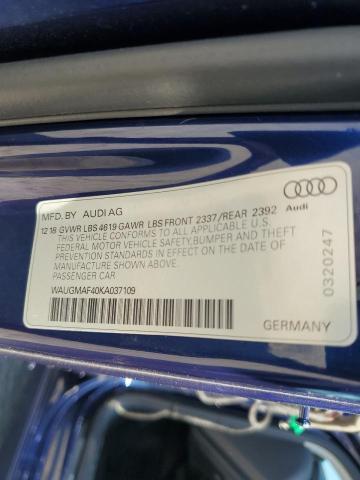 MFD. BY AUDI AG
12 18 GVWR LBS 4619 GAWR LBS FRONT 2337/REAR 2392
THIS VEHICLE CONFORMS TO ALL APPLICABLE U.S.
FEDERAL MOTOR VEHICLE SAFETY,BUMPER AND THEFT
PREVENTION STANDARDS IN EFFECT ON THE DATE OF
MANUFACTURE SHOWN ABOVE.
PASSENGER CAR
WAUGMAF40KA037109
Audi
0320247
GERMANY